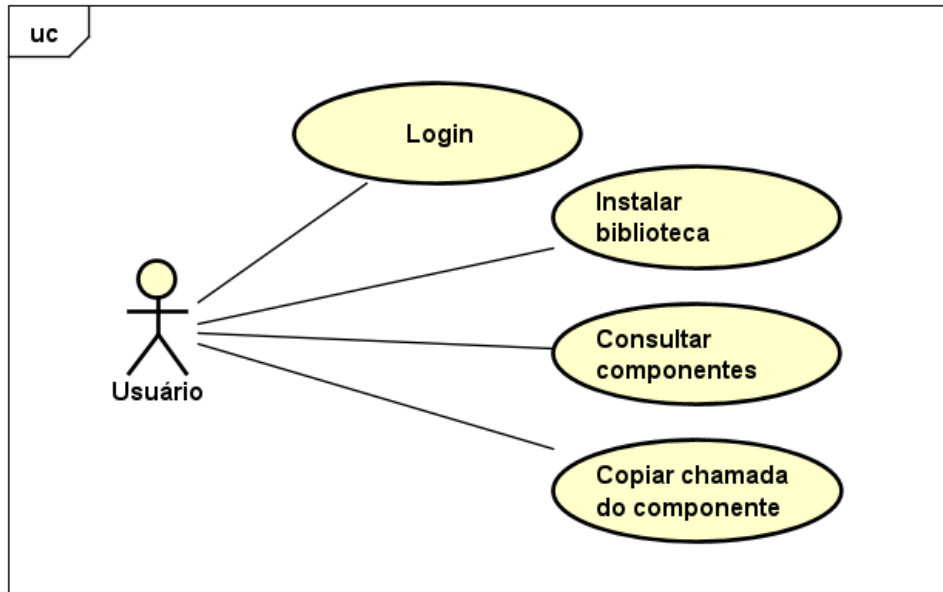 uc
Login
Instalar
biblioteca
Consultar
componentes
Usuário
Copiar chamada
do componente